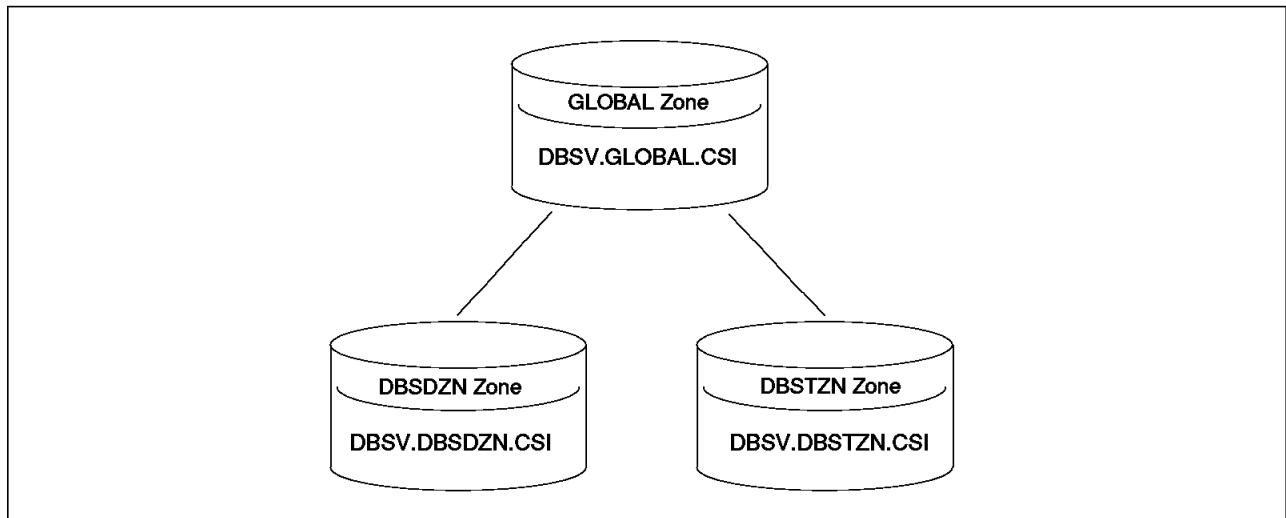 GLOBAL Zone
DBSV.GLOBAL.CSI
DBSDZN Zone
DBSV.DBSDZN.CSI
DBSTZN Zone
DBSV.DBSTZN.CSI